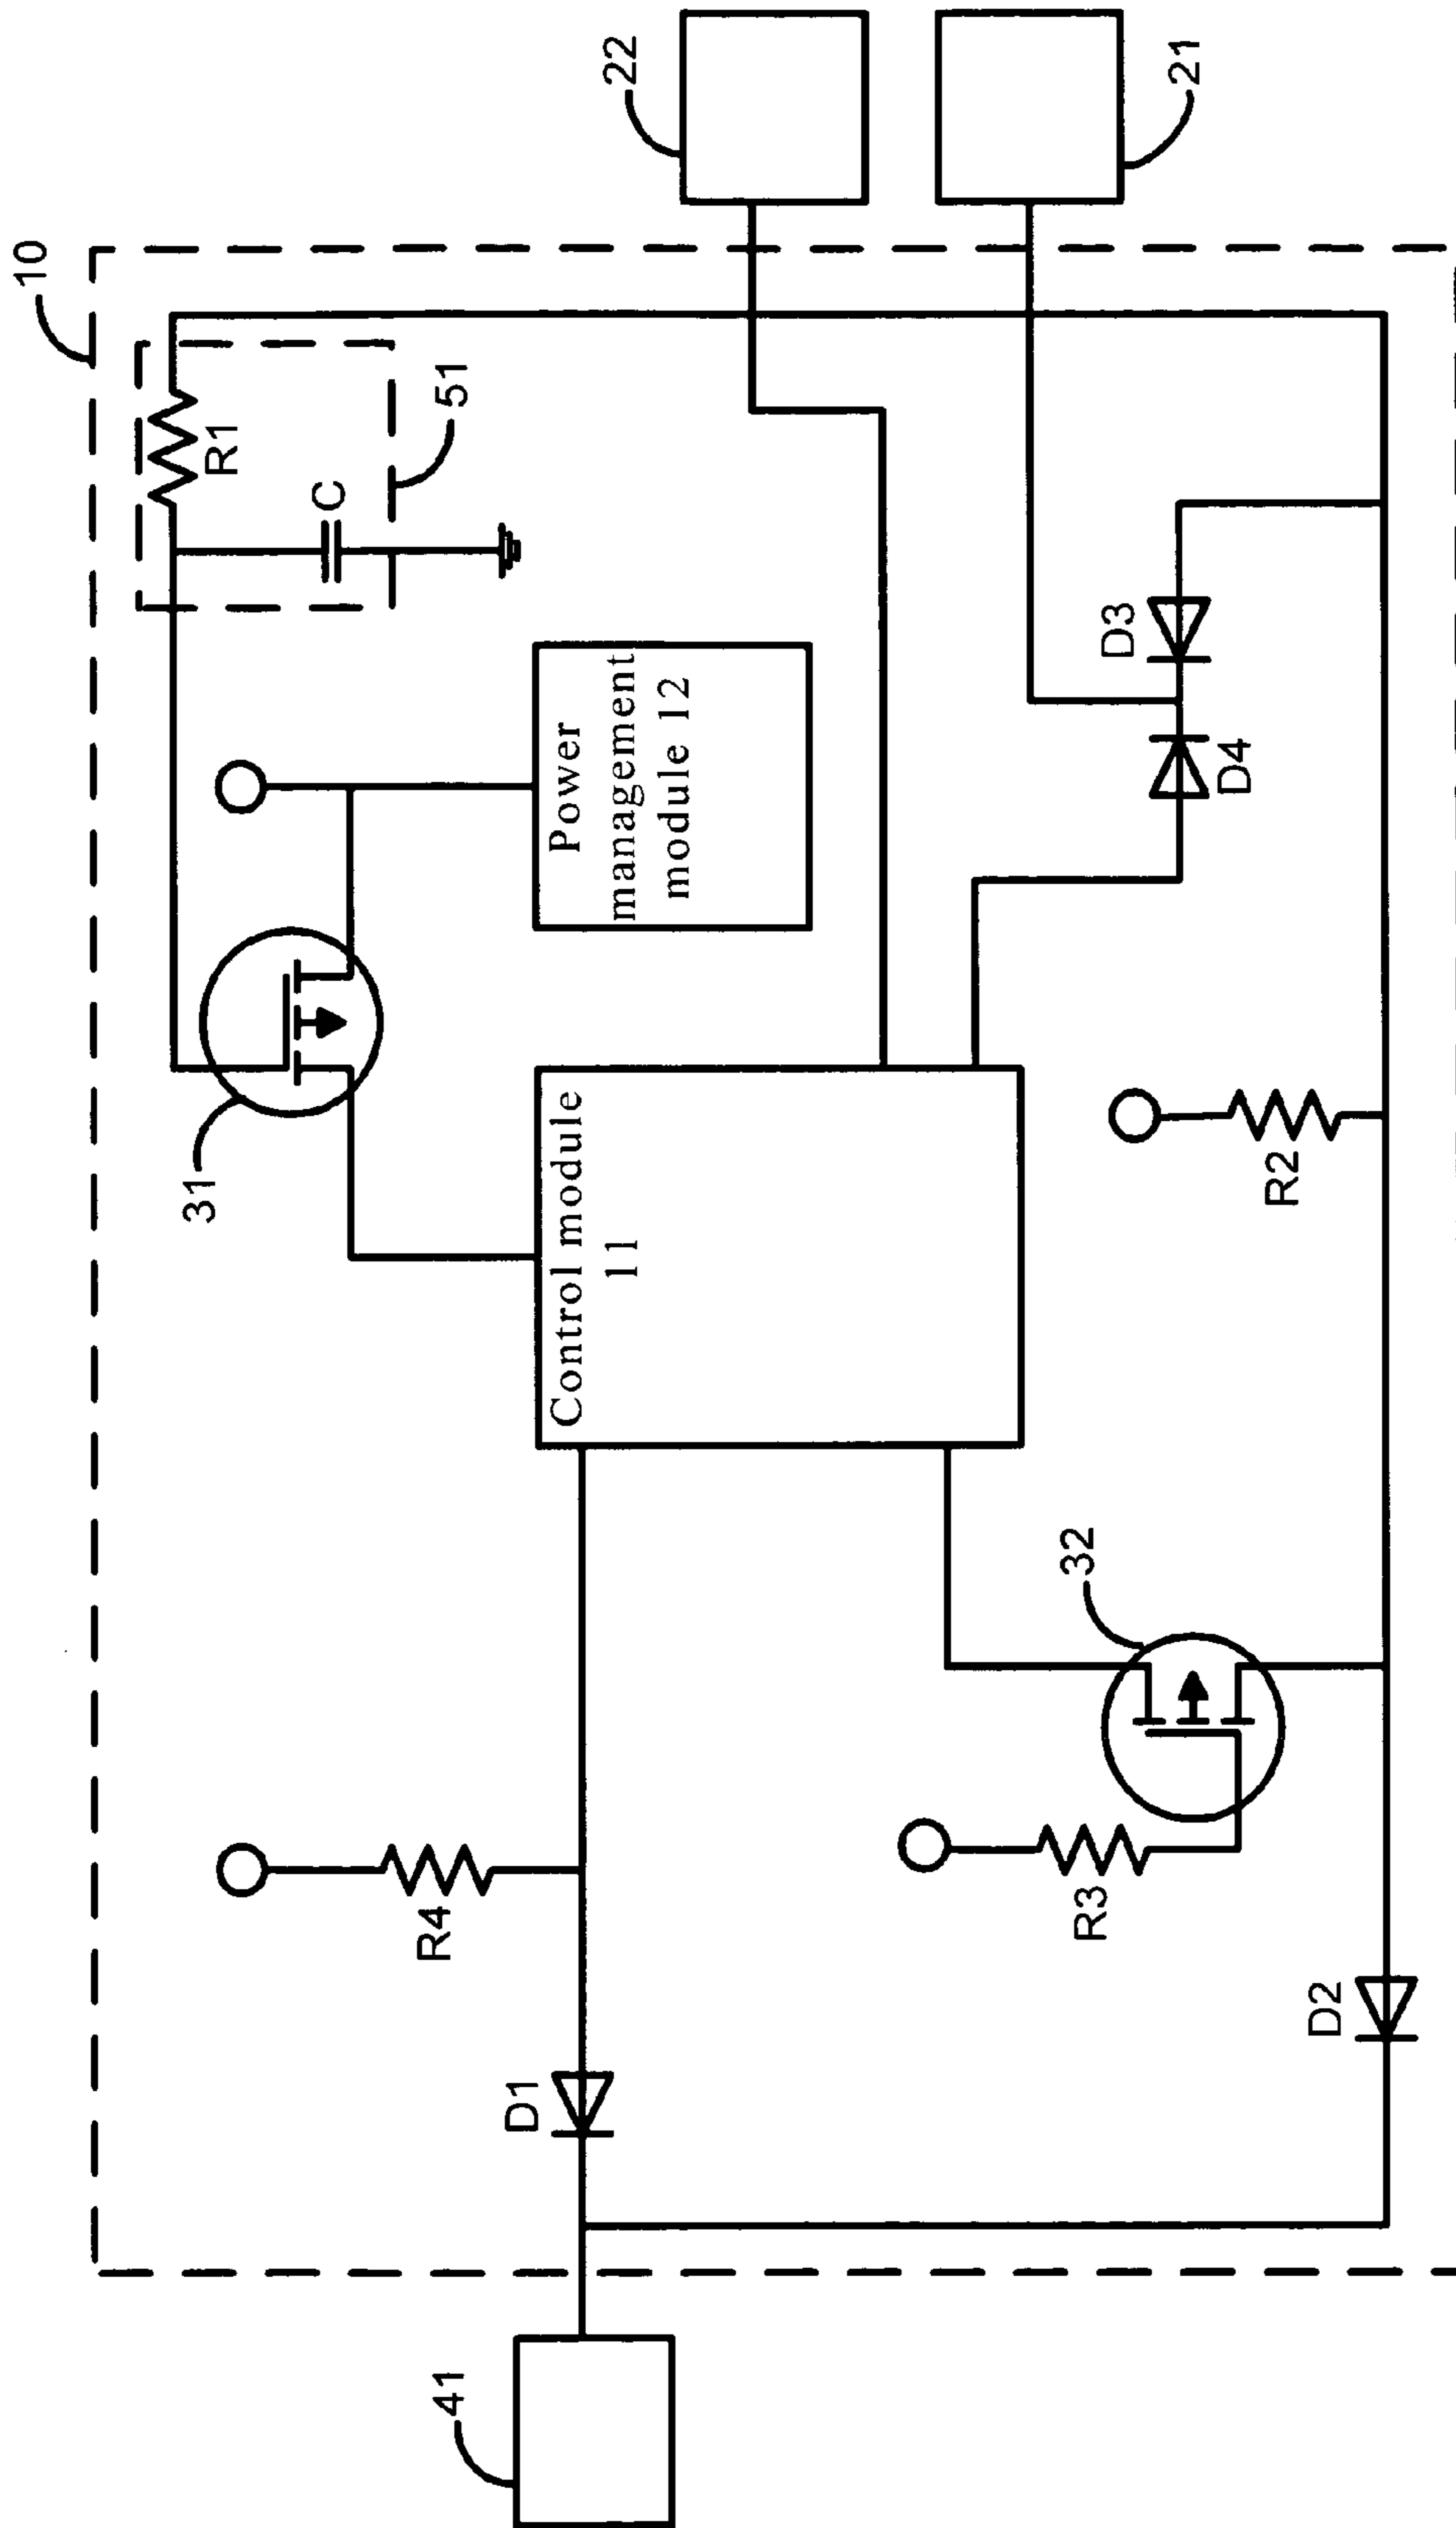 10
22
21
R1
C
51
D3
D4
Power
management
module 12
31
Control module
11
R2
32
R4
R3
D1
D2
41